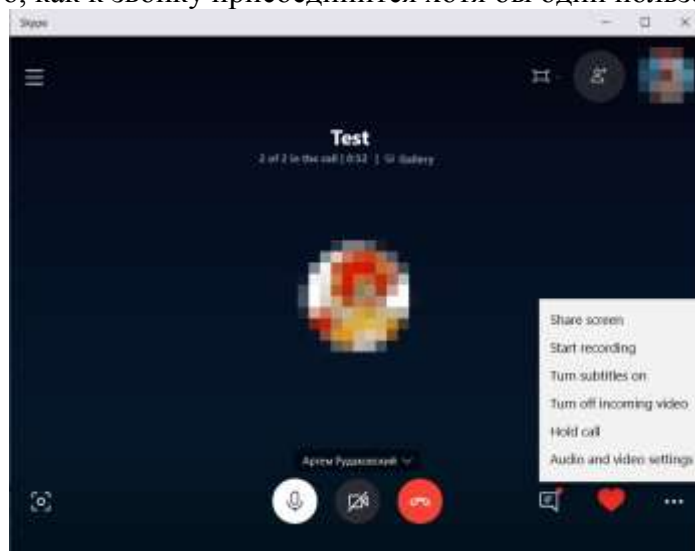 как к звонку присоединится хотя бы один
Skype
Test
2 of 2 in the call | 0:52 | Gallery
Share screen
Start recording
Turn subtitles on
Turn off incoming video
Hold call
Audio and video settings
Артем Рудаковский